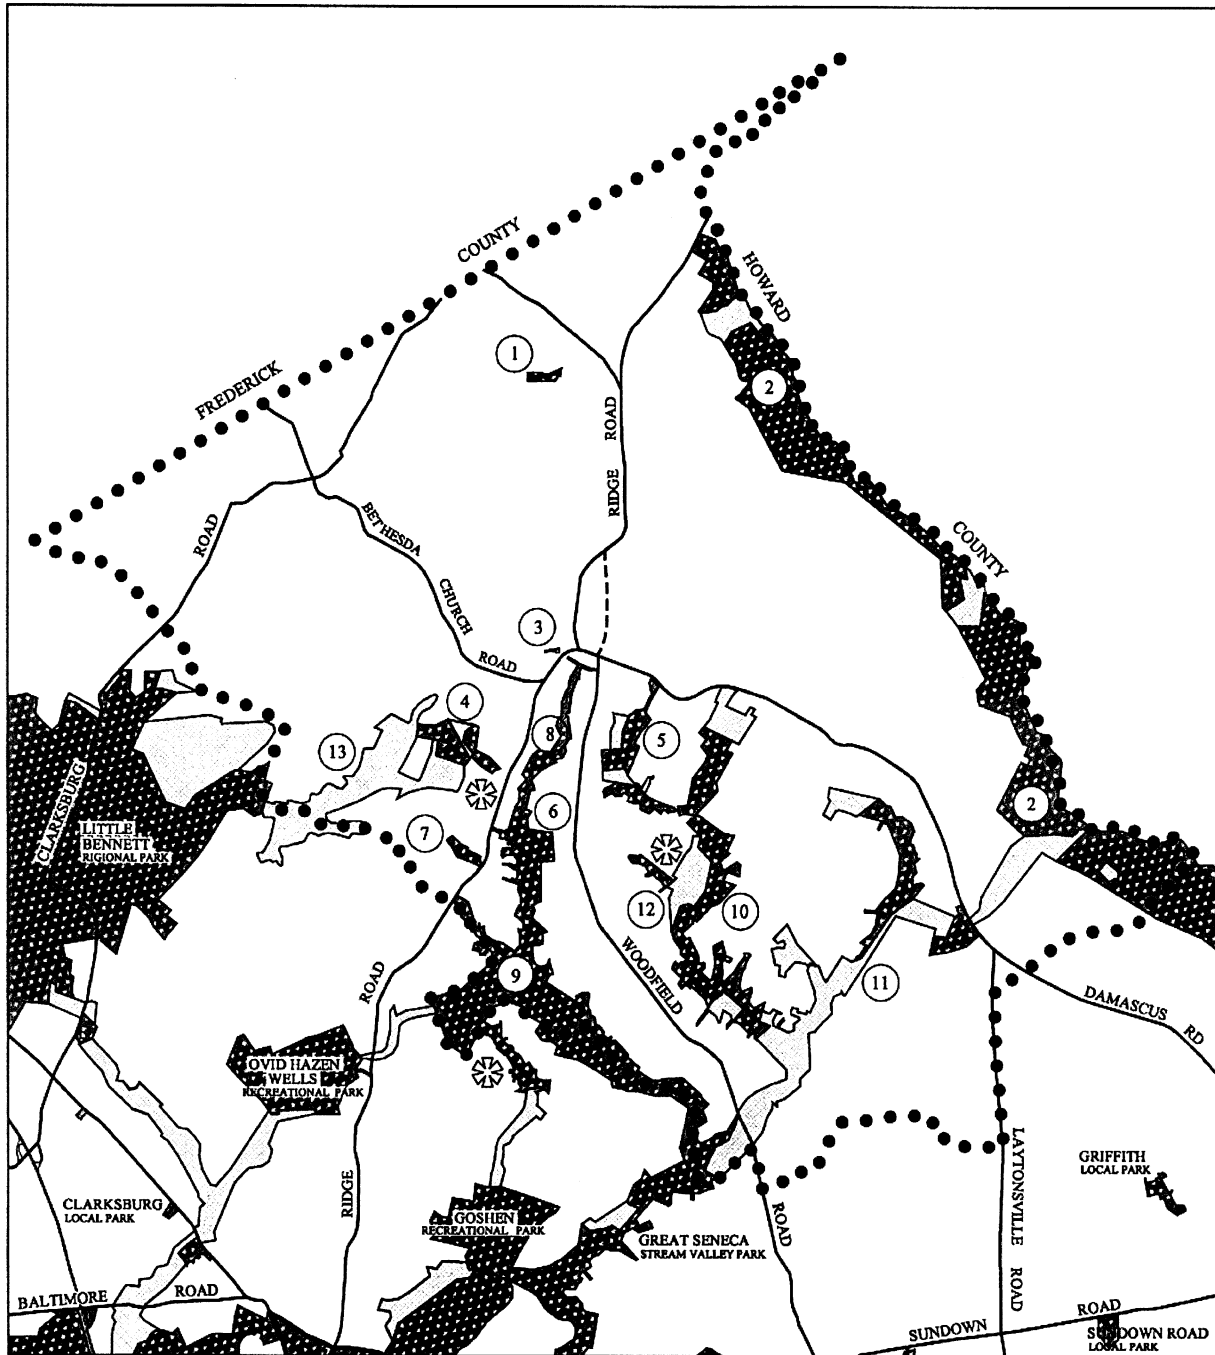 COUNTY
HOWARD
1
FREDERICK
2
ROAD
RIDGE
BETHESDA
ROAD
COUNTY
CHURCH
3
ROAD
4
8
5
13
2
6
CLARKSBURG
7
LITTLE
BENNETT
RIGIONAL PARK
12
10
WOODFIELD
9
11
ROAD
DAMASCUS
RD
OVID HAZEN
WELLS
RECREATIONAL PARK
LAYTONSVILLE
GRIFFITH
LOCAL PARK
RIDGE
CLARKSBURG
LOCAL PARK
GOSHEN
RECREATIONAL PARK
ROAD
GREAT SENECA
STREAM VALLEY PARK
ROAD
BALTIMORE
ROAD
ROAD
SUNDOWN
SUNDOWN ROAD
LOCAL PARK